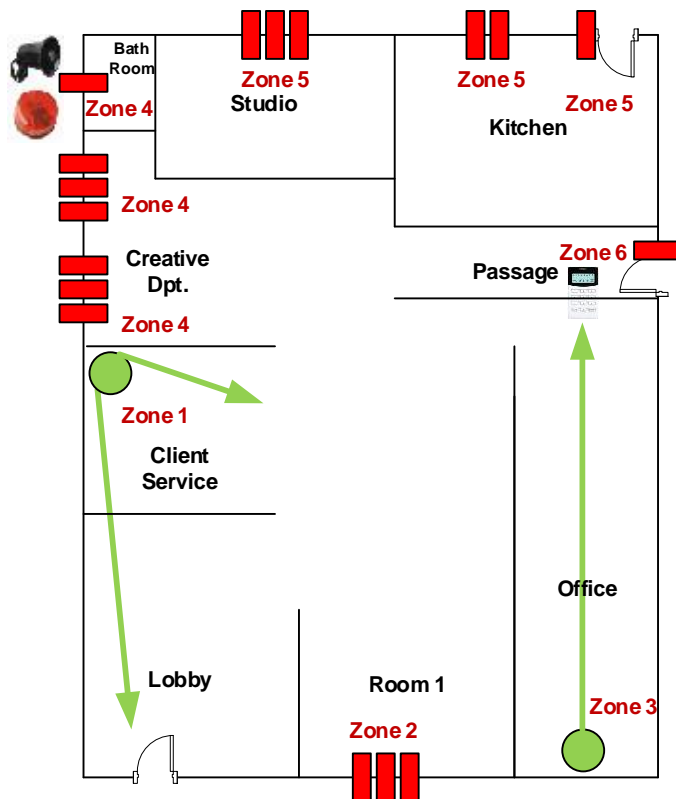 Bath
Room
Zone 4
Zone 5
Studio
Zone 5
Zone 5
Kitchen
Zone 4
Creative
Dpt.
Zone 6
Passage
Zone 4
Zone 1
Client
Service
Office
Lobby
Room 1
Zone 3
Zone 2